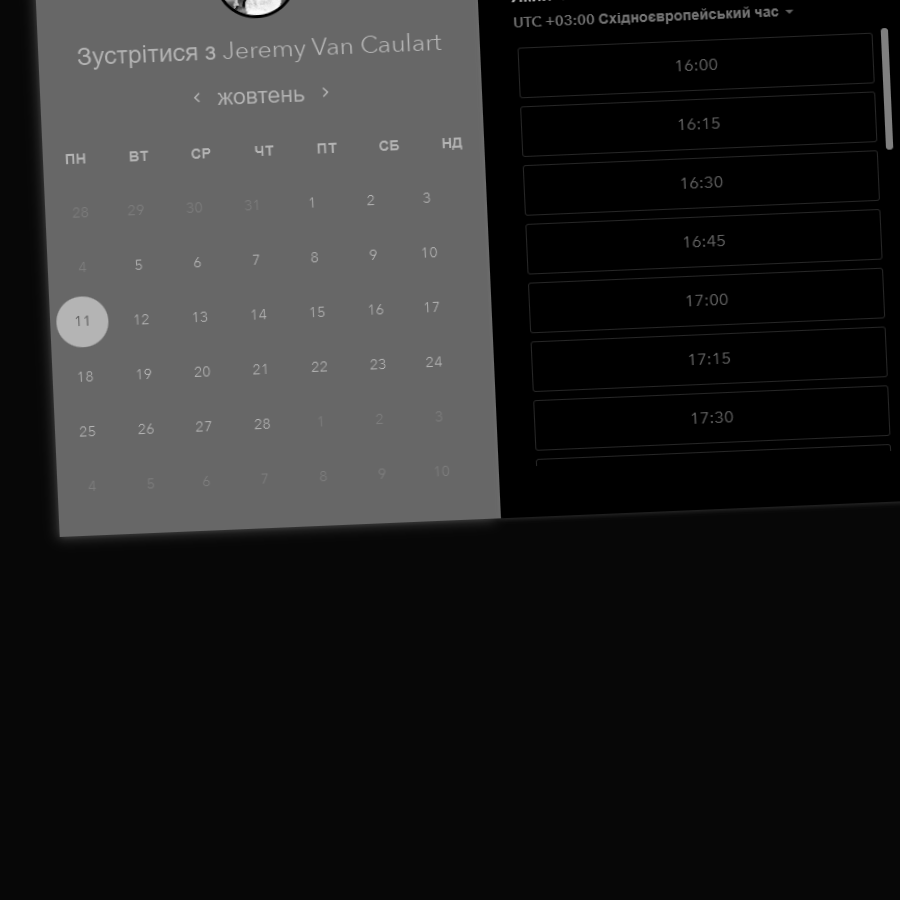 Зустрітися з Jeremy Van Caulart
< жовтень >
ПН ВТ СР ЧТ ПТ СБ НД
28 29 30 31 1 2 3
4 5 6 7 8 9 10
11 12 13 14 15 16 17
18 19 20 21 22 23 24
25 26 27 28 1 2 3
4 5 6 7 8 9 10
UTC +03:00 Східноєвропейський час
16:00
16:15
16:30
16:45
17:00
17:15
17:30